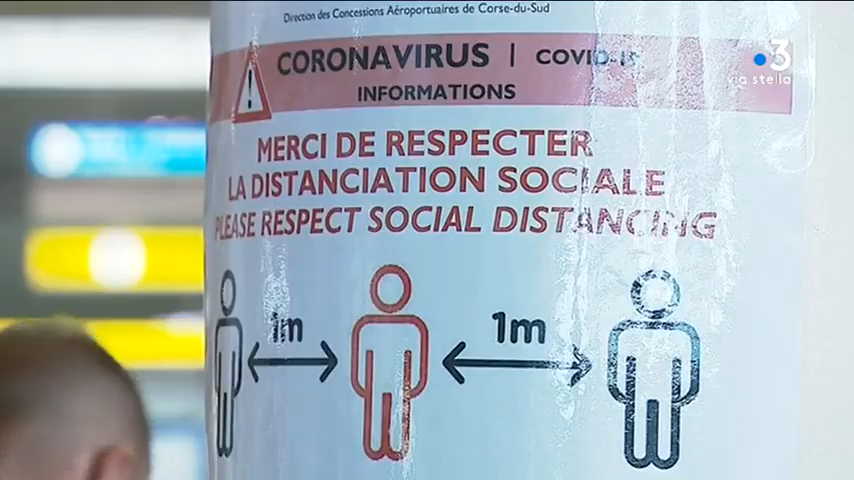 Direction des Concessions Aéroportuaires de Corse-du-Sud
CORONAVIRUS | COVID-19
INFORMATIONS
MERCI DE RESPECTER
LA DISTANCIATION SOCIALE
PLEASE RESPECT SOCIAL DISTANCING
1m
1m
3
via stella